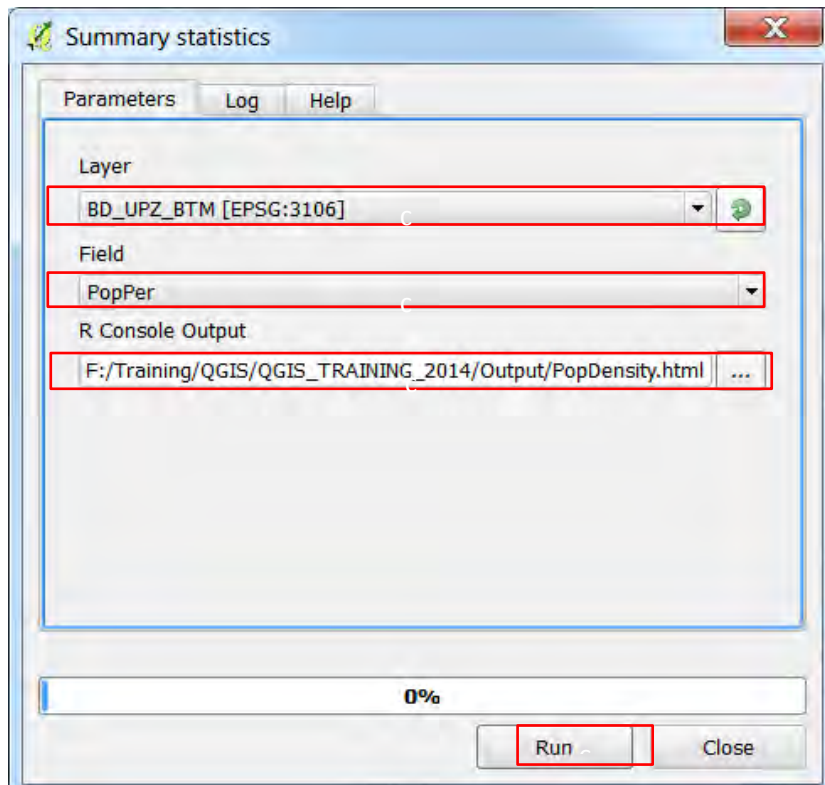 Summary statistics
Parameters Log Help
Layer
BD_UPZ_BTM [EPSG:3106]
C
Field
PopPer
C
R Console Output
F:/Training/QGIS/QGIS_TRAINING_2014/Output/PopDensity.html ...
C
0%
Run Close